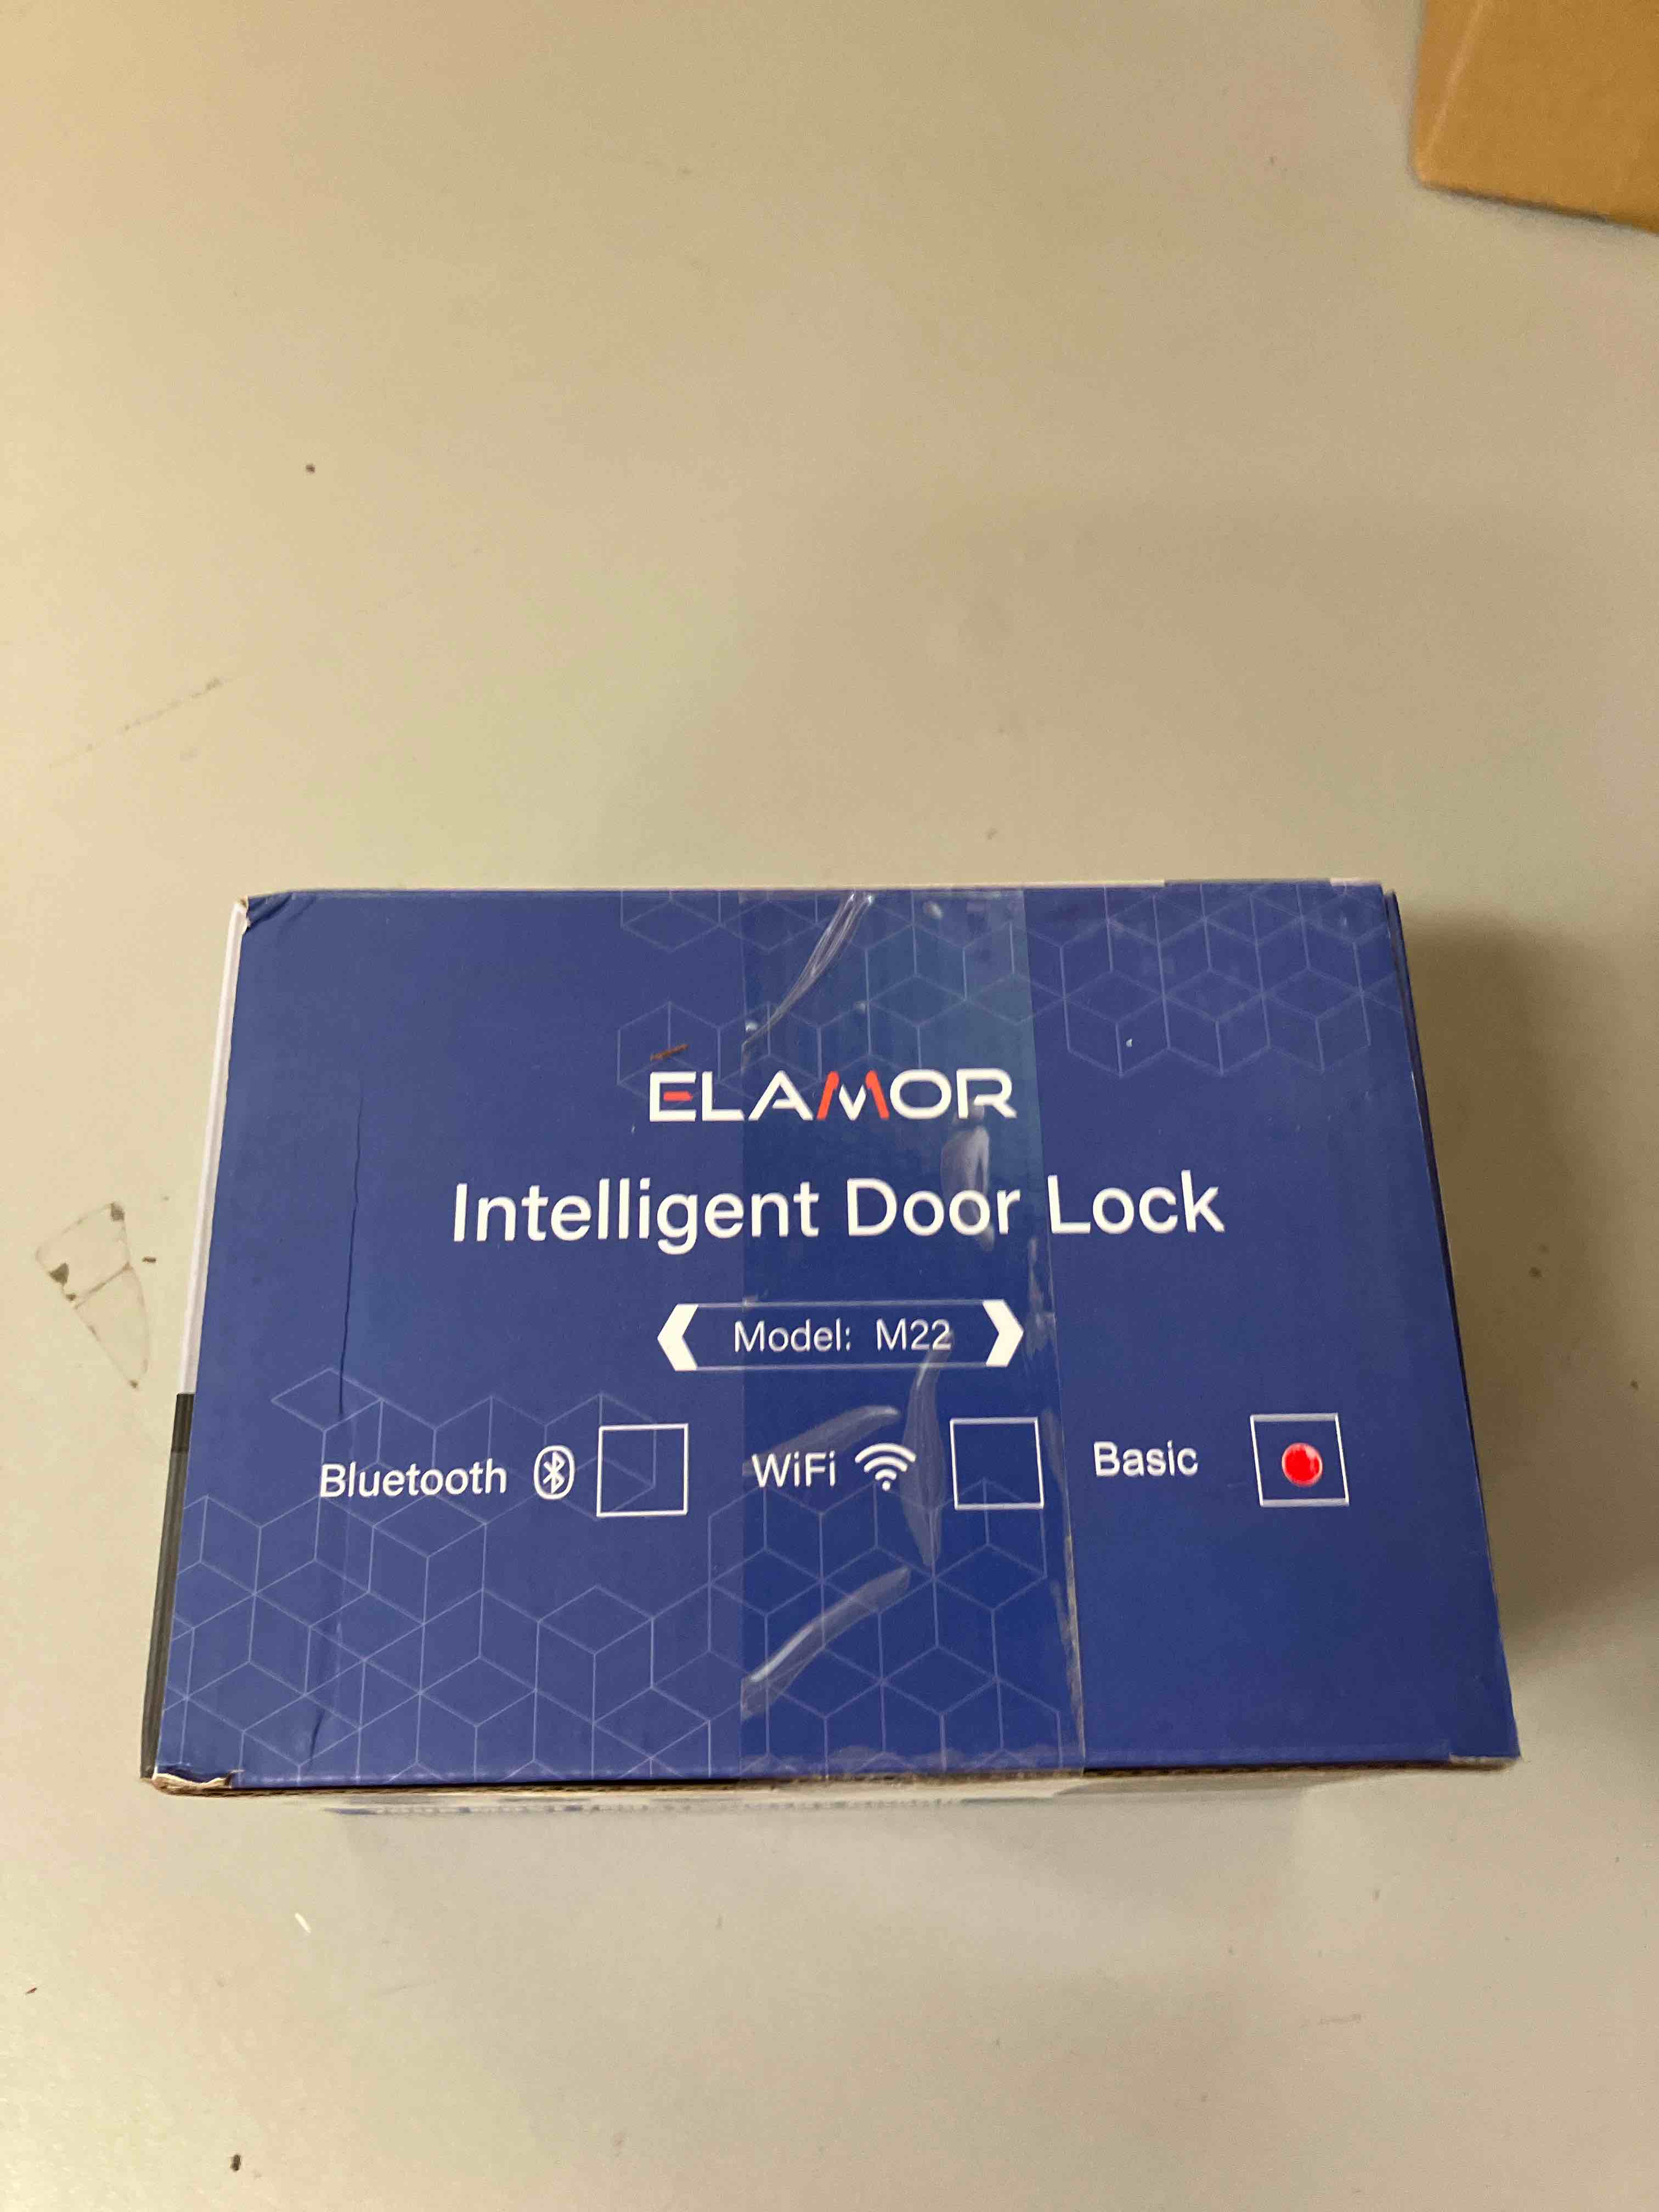 ELAMOR
Intelligent Door Lock
Model: M22
Bluetooth WiFi Basic